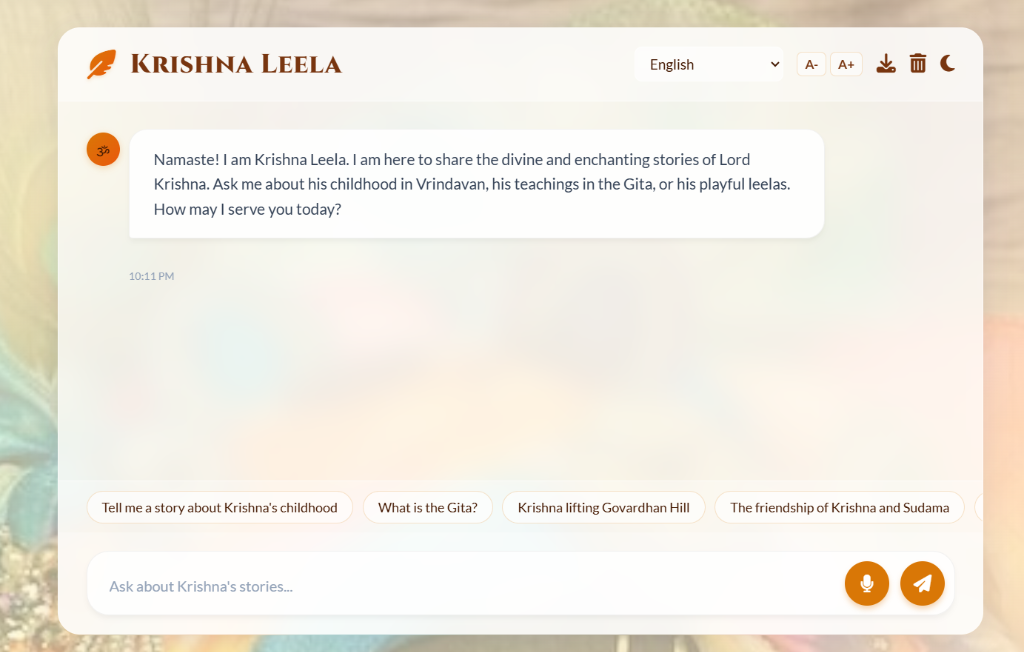 KRISHNA LEELA
English
A-
A+
ॐ
Namaste! I am Krishna Leela. I am here to share the divine and enchanting stories of Lord
Krishna. Ask me about his childhood in Vrindavan, his teachings in the Gita, or his playful leelas.
How may I serve you today?
10:11 PM
Tell me a story about Krishna's childhood
What is the Gita?
Krishna lifting Govardhan Hill
The friendship of Krishna and Sudama
Ask about Krishna's stories...